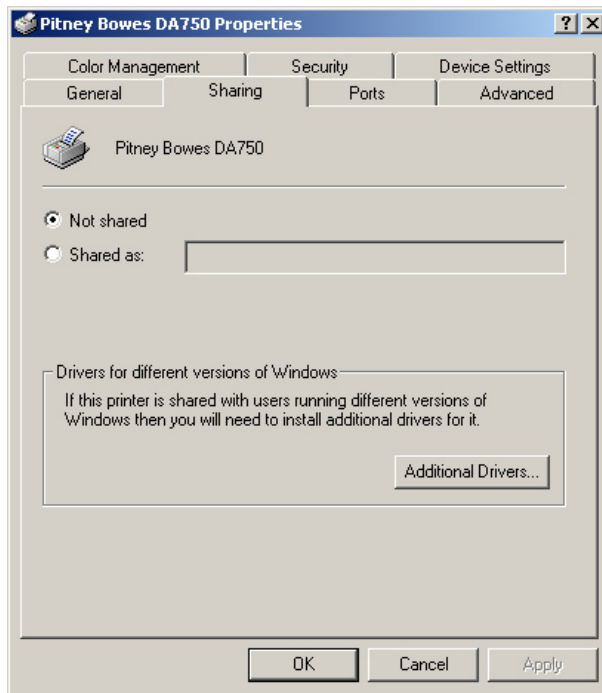 Pitney Bowes DA750 Properties
Color Management Security Device Settings
General Sharing Ports Advanced
Pitney Bowes DA750
Not shared
Shared as:
Drivers for different versions of Windows
If this printer is shared with users running different versions of
Windows then you will need to install additional drivers for it.
Additional Drivers...
OK Cancel Apply